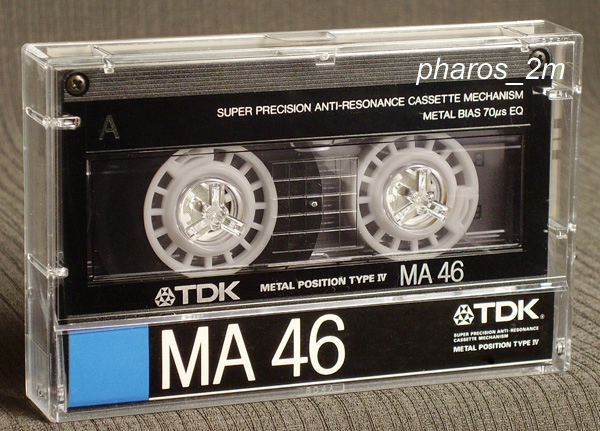 pharos_2m
SUPER PRECISION ANTI-RESONANCE CASSETTE MECHANISM
A
METAL BIAS 70µs EQ
TDK METAL POSITION TYPE IV MA 46
MA 46
TDK®
SUPER PRECISION ANTI-RESONANCE
CASSETTE MECHANISM
METAL POSITION TYPE IV